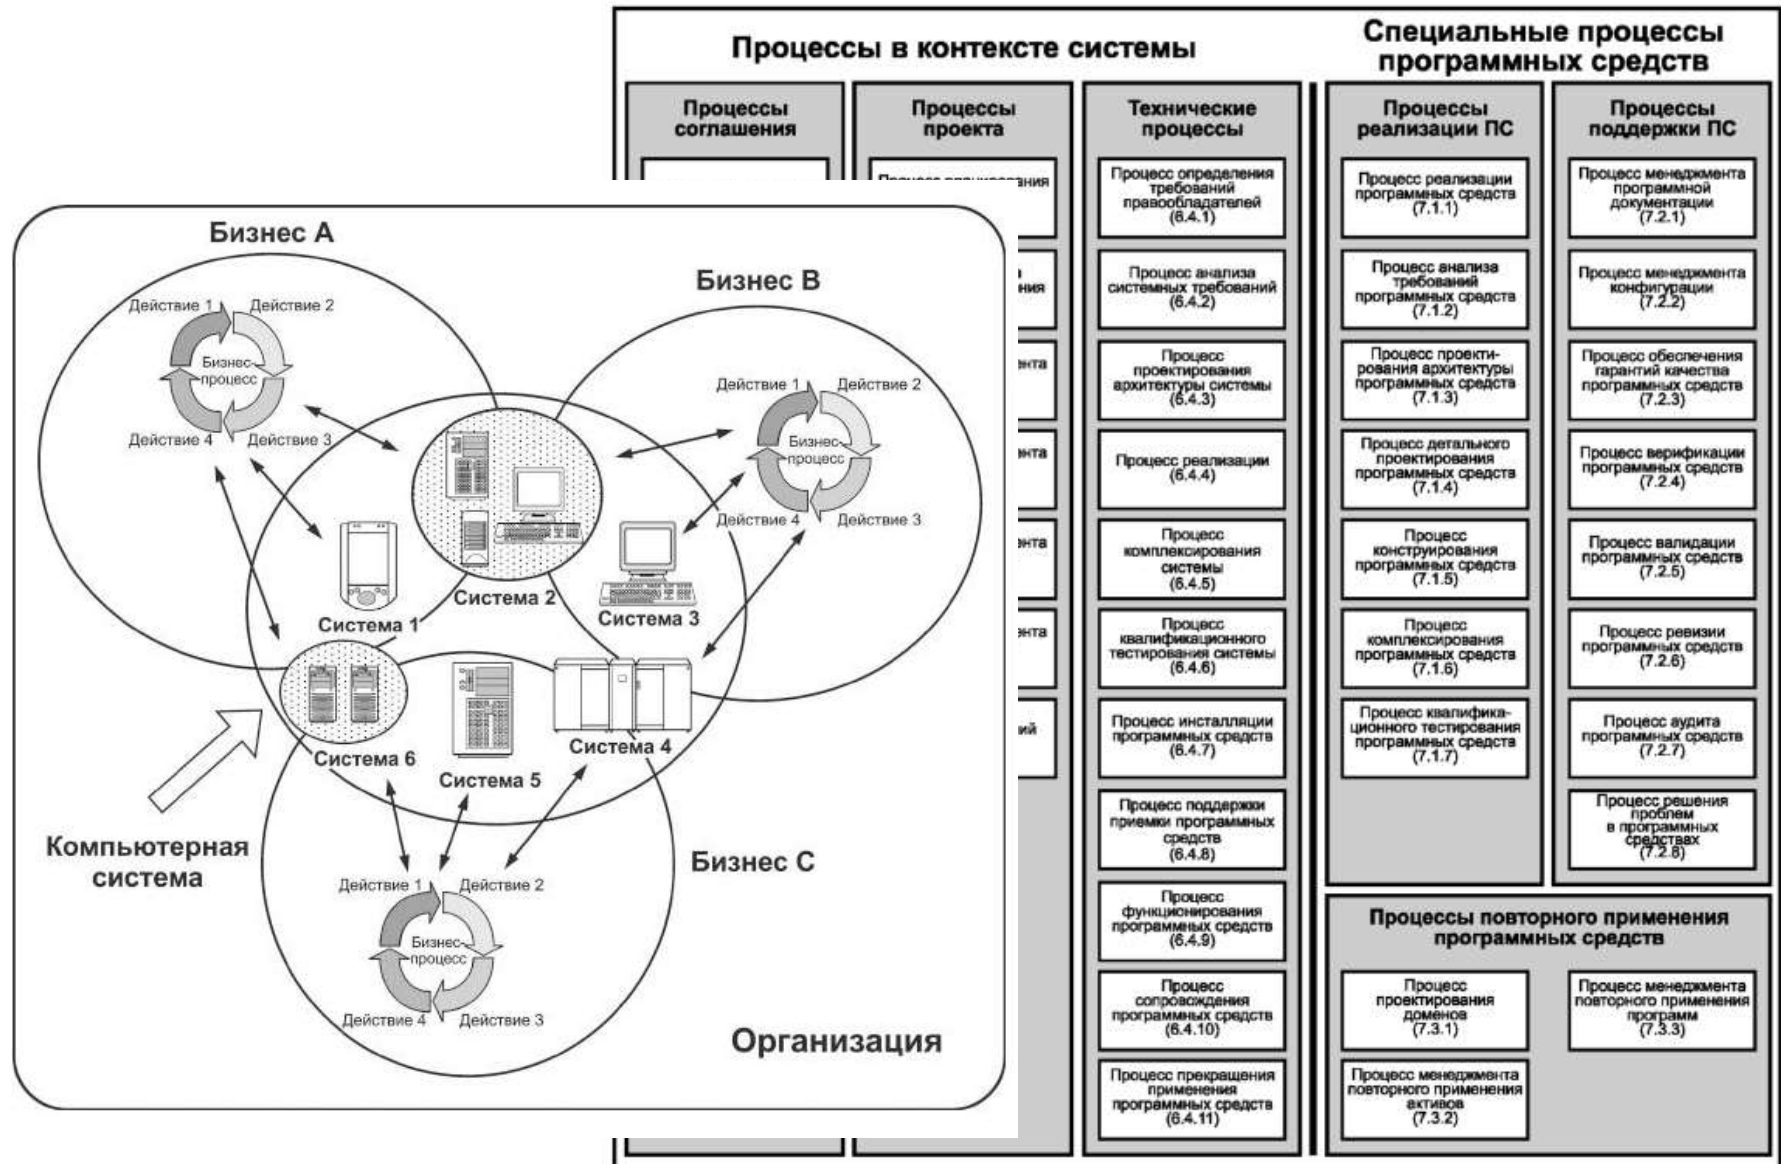 Процессы в контексте системы
Специальные процессы
программных средств
Процессы
соглашения
Процессы
проекта
Технические
процессы
Процесс определения
требований
правообладателей
(6.4.1)
Процесс анализа
системных требований
(6.4.2)
Процесс
проектирования
архитектуры системы
(6.4.3)
Процесс реализации
(6.4.4)
Процесс
комплексирования
системы
(6.4.5)
Процесс
квалификационного
тестирования системы
(6.4.6)
Процесс инсталляции
программных средств
(6.4.7)
Процесс поддержки
приемки программных
средств
(6.4.8)
Процесс
функционирования
программных средств
(6.4.9)
Процесс
сопровождения
программных средств
(6.4.10)
Процесс прекращения
применения
программных средств
(6.4.11)
Процессы
реализации ПС
Процесс реализации
программных средств
(7.1.1)
Процесс анализа
требований
программных средств
(7.1.2)
Процесс проекти-
рования архитектуры
программных средств
(7.1.3)
Процесс детального
проектирования
программных средств
(7.1.4)
Процесс
конструирования
программных средств
(7.1.5)
Процесс
комплексирования
программных средств
(7.1.6)
Процесс квалифика-
ционного тестирования
программных средств
(7.1.7)
Процессы
поддержки ПС
Процесс менеджмента
программной
документации
(7.2.1)
Процесс менеджмента
конфигурации
(7.2.2)
Процесс обеспечения
гарантий качества
программных средств
(7.2.3)
Процесс верификации
программных средств
(7.2.4)
Процесс валидации
программных средств
(7.2.5)
Процесс ревизии
программных средств
(7.2.6)
Процесс аудита
программных средств
(7.2.7)
Процесс решения
проблем
в программных
средствах
(7.2.8)
Процессы повторного применения
программных средств
Процесс
проектирования
доменов
(7.3.1)
Процесс менеджмента
повторного применения
программ
(7.3.3)
Процесс менеджмента
повторного применения
активов
(7.3.2)
Бизнес А
Действие 1
Действие 2
Бизнес-
процесс
Действие 4
Действие 3
Бизнес В
Действие 1
Действие 2
Бизнес-
процесс
Действие 4
Действие 3
Система 1
Система 2
Система 3
Система 4
Система 5
Система 6
Компьютерная
система
Бизнес С
Действие 1
Действие 2
Бизнес-
процесс
Действие 4
Действие 3
Организация